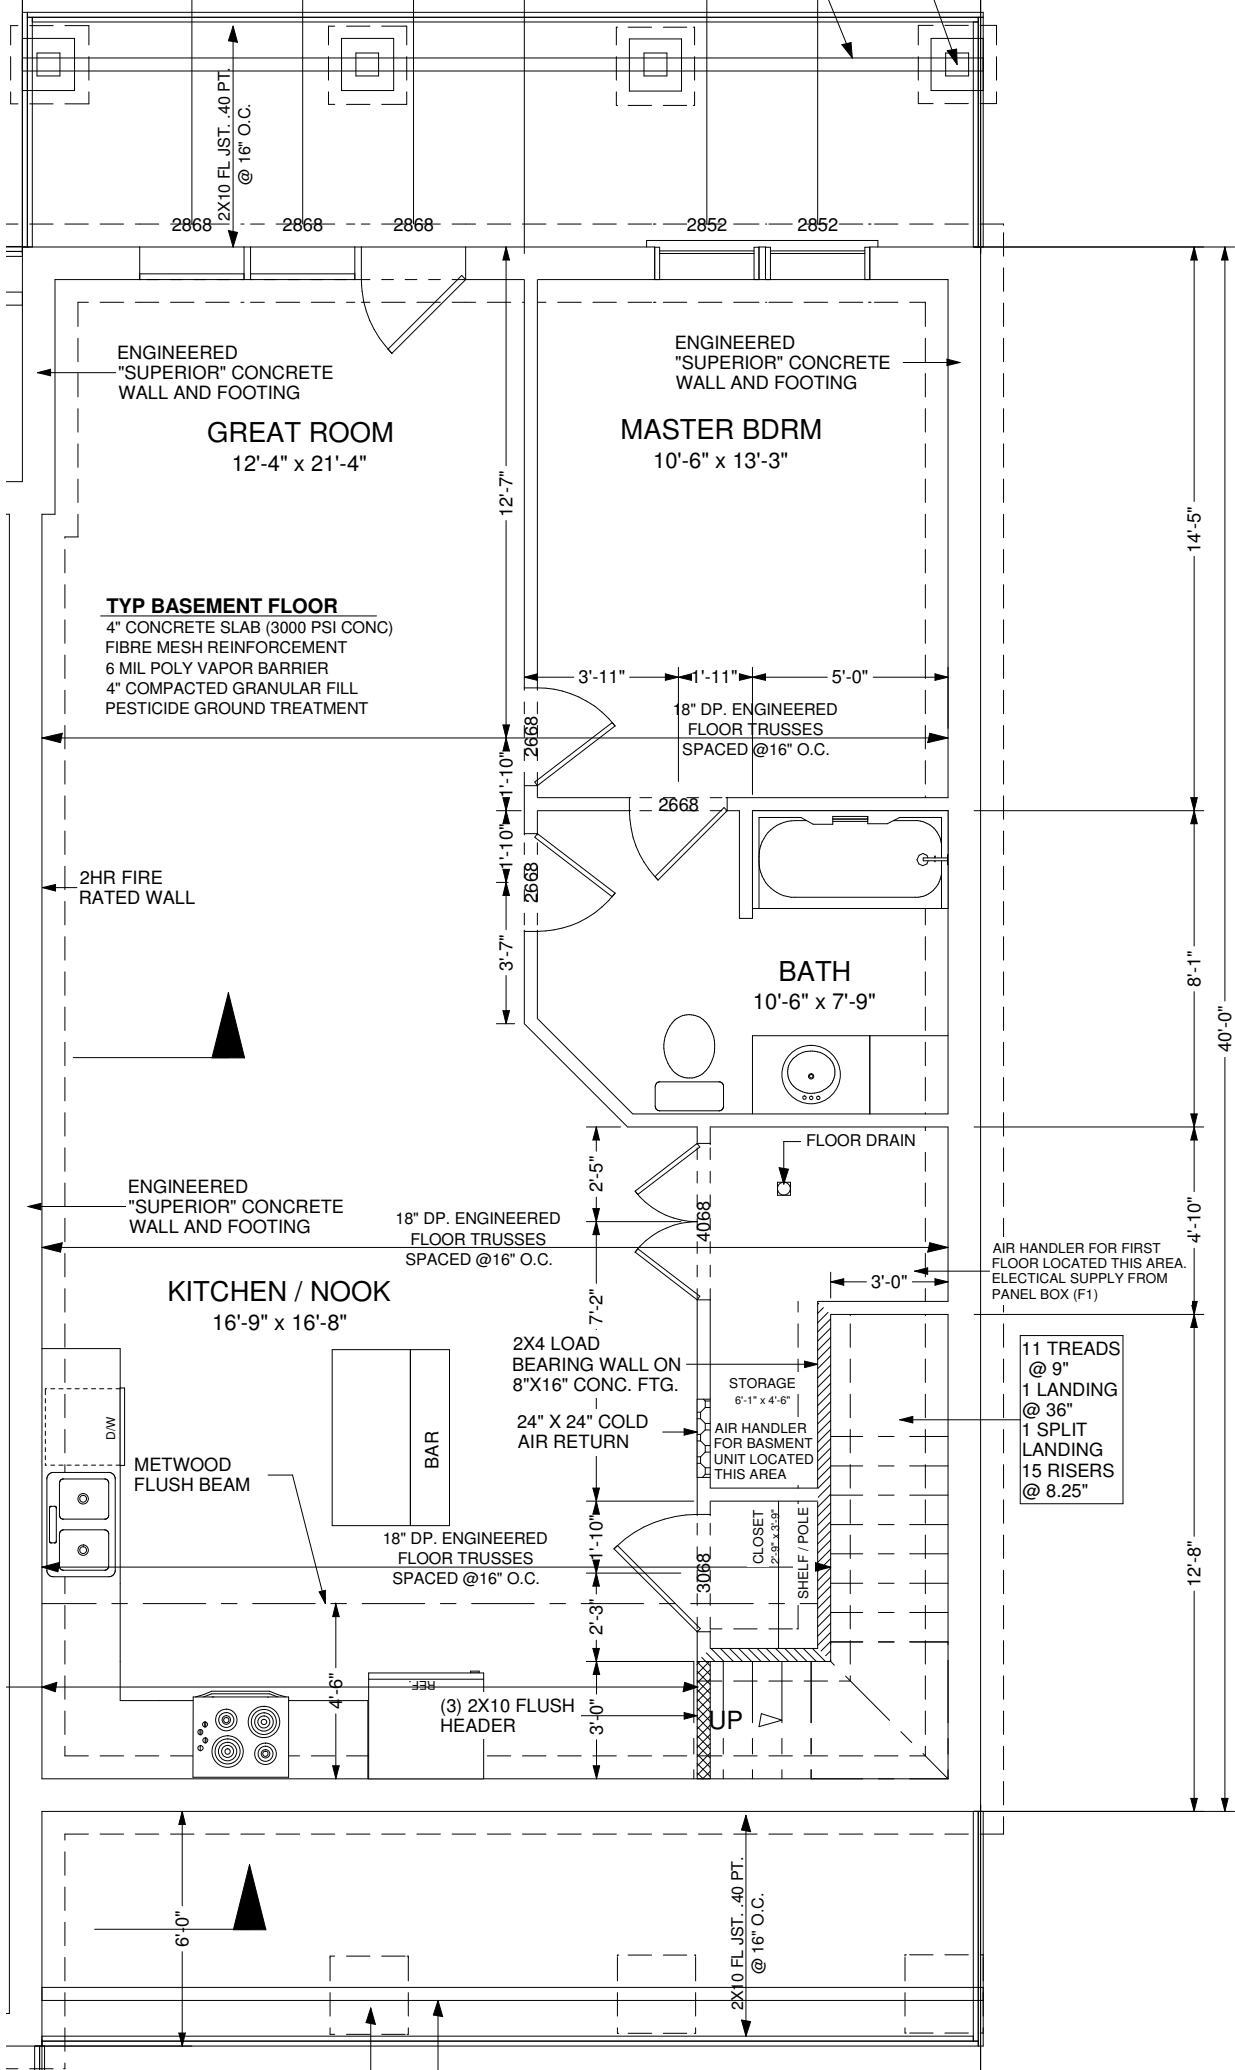 2X10 FL JST. .40 PT.
@ 16" O.C.
2868
2868
2868
2852
2852
ENGINEERED
"SUPERIOR" CONCRETE
WALL AND FOOTING
ENGINEERED
"SUPERIOR" CONCRETE
WALL AND FOOTING
GREAT ROOM
12'-4" x 21'-4"
MASTER BDRM
10'-6" x 13'-3"
12'-7"
14'-5"
TYP BASEMENT FLOOR
4" CONCRETE SLAB (3000 PSI CONC)
FIBRE MESH REINFORCEMENT
6 MIL POLY VAPOR BARRIER
4" COMPACTED GRANULAR FILL
PESTICIDE GROUND TREATMENT
3'-11"
1'-11"
5'-0"
18" DP. ENGINEERED
FLOOR TRUSSES
SPACED @16" O.C.
2668
1'-10"
2668
1'-10"
2668
2HR FIRE
RATED WALL
3'-7"
BATH
10'-6" x 7'-9"
8'-1"
40'-0"
FLOOR DRAIN
2'-5"
4068
4'-10"
ENGINEERED
"SUPERIOR" CONCRETE
WALL AND FOOTING
18" DP. ENGINEERED
FLOOR TRUSSES
SPACED @16" O.C.
AIR HANDLER FOR FIRST
FLOOR LOCATED THIS AREA.
ELECTICAL SUPPLY FROM
PANEL BOX (F1)
3'-0"
KITCHEN / NOOK
16'-9" x 16'-8"
7'-2"
2X4 LOAD
BEARING WALL ON
8"X16" CONC. FTG.
STORAGE
6'-1" x 4'-6"
24" X 24" COLD
AIR RETURN
AIR HANDLER
FOR BASMENT
UNIT LOCATED
THIS AREA
11 TREADS
@ 9"
1 LANDING
@ 36"
1 SPLIT
LANDING
15 RISERS
@ 8.25"
D/W
BAR
METWOOD
FLUSH BEAM
18" DP. ENGINEERED
FLOOR TRUSSES
SPACED @16" O.C.
1'-10"
3068
CLOSET
2'-9" x 3'-9"
SHELF / POLE
12'-8"
2'-3"
4'-6"
REF.
(3) 2X10 FLUSH
HEADER
3'-0"
UP
6'-0"
2X10 FL JST. .40 PT.
@ 16" O.C.